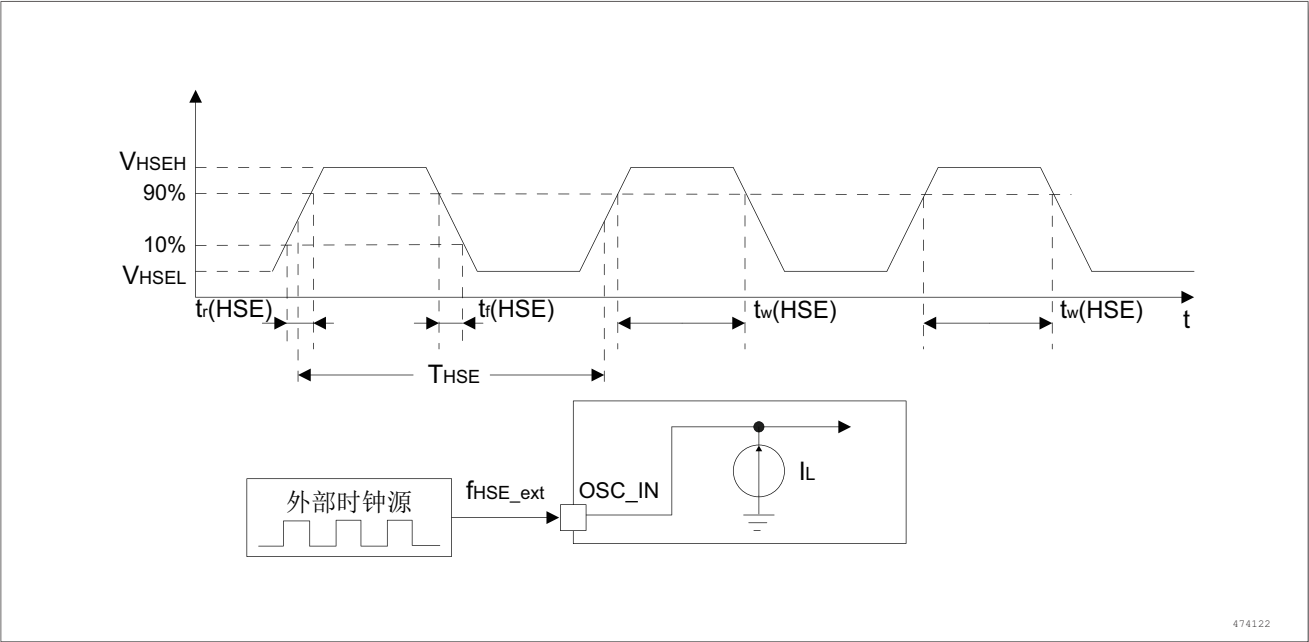 VHSEH
90%
10%
VHSEL
tr(HSE)
tf(HSE)
tw(HSE)
tw(HSE)
t
THSE
外部时钟源
fHSE_ext
OSC_IN
IL
474122